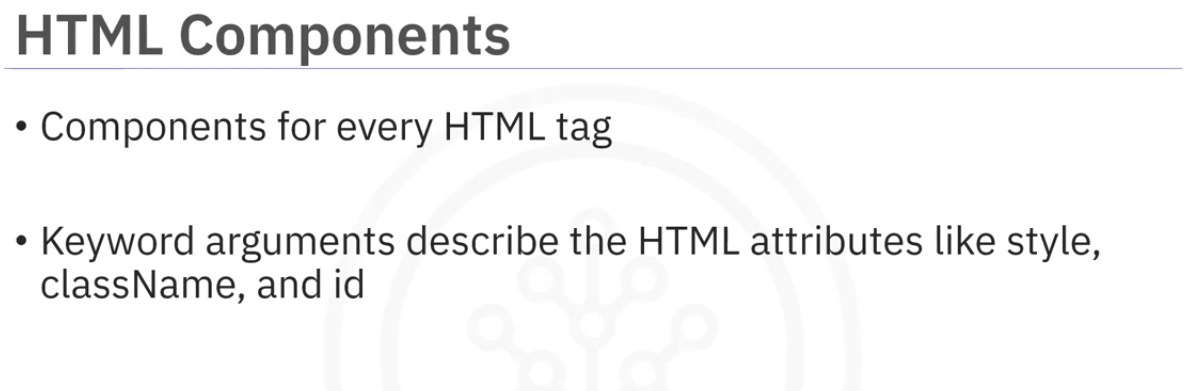 HTML Components
• Components for every HTML tag
• Keyword arguments describe the HTML attributes like style,
className, and id